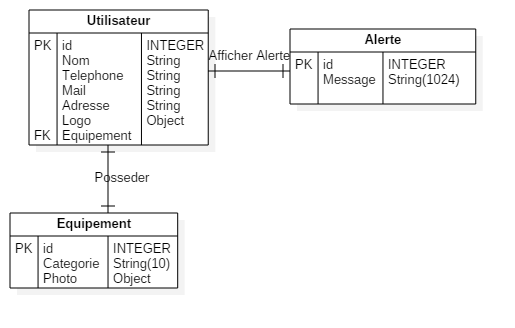 Utilisateur
PK id INTEGER
Nom String
Telephone String
Mail String
Adresse String
Logo Object
FK Equipement
Afficher Alerte
Alerte
PK id INTEGER
Message String(1024)
Posseder
Equipement
PK id INTEGER
Categorie String(10)
Photo Object